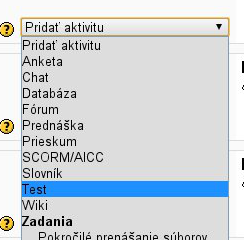 Pridať aktivitu
Pridať aktivitu
Anketa
Chat
Databáza
Fórum
Prednáška
Prieskum
SCORM/AICC
Slovník
Test
Wiki
Zadania
Pokročilé prenášanie súborov